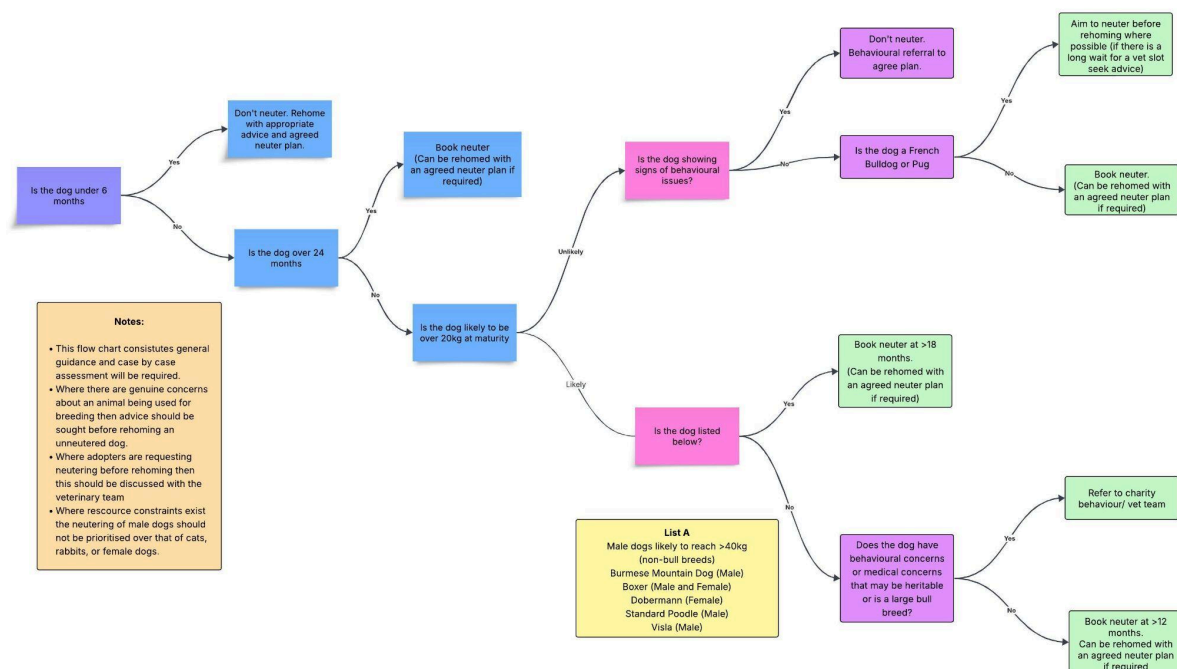 Is the dog under 6
months
Yes
No
Don't neuter. Rehome
with appropriate
advice and agreed
neuter plan.
Is the dog over 24
months
Yes
No
Book neuter
(Can be rehomed with
an agreed neuter plan if
required)
Is the dog likely to be
over 20kg at maturity
Unlikely
Likely
Is the dog showing
signs of behavioural
issues?
Yes
No
Don't neuter.
Behavioural referral to
agree plan.
Is the dog a French
Bulldog or Pug
Yes
No
Aim to neuter before
rehoming where
possible (if there is a
long wait for a vet slot
seek advice)
Book neuter.
(Can be rehomed with
an agreed neuter plan
if required)
Is the dog listed
below?
Yes
No
Book neuter at >18
months.
(Can be rehomed with
an agreed neuter plan
if required)
Does the dog have
behavioural concerns
or medical concerns
that may be heritable
or is a large bull
breed?
Yes
No
Refer to charity
behaviour/ vet team
Book neuter at >12
months.
Can be rehomed with
an agreed neuter plan
if required
Notes:
• This flow chart consistutes general
guidance and case by case
assessment will be required.
• Where there are genuine concerns
about an animal being used for
breeding then advice should be
sought before rehoming an
unneutered dog.
• Where adopters are requesting
neutering before rehoming then
this should be discussed with the
veterinary team
• Where rescource constraints exist
the neutering of male dogs should
not be prioritised over that of cats,
rabbits, or female dogs.
List A
Male dogs likely to reach >40kg
(non-bull breeds)
Burmese Mountain Dog (Male)
Boxer (Male and Female)
Dobermann (Female)
Standard Poodle (Male)
Visla (Male)